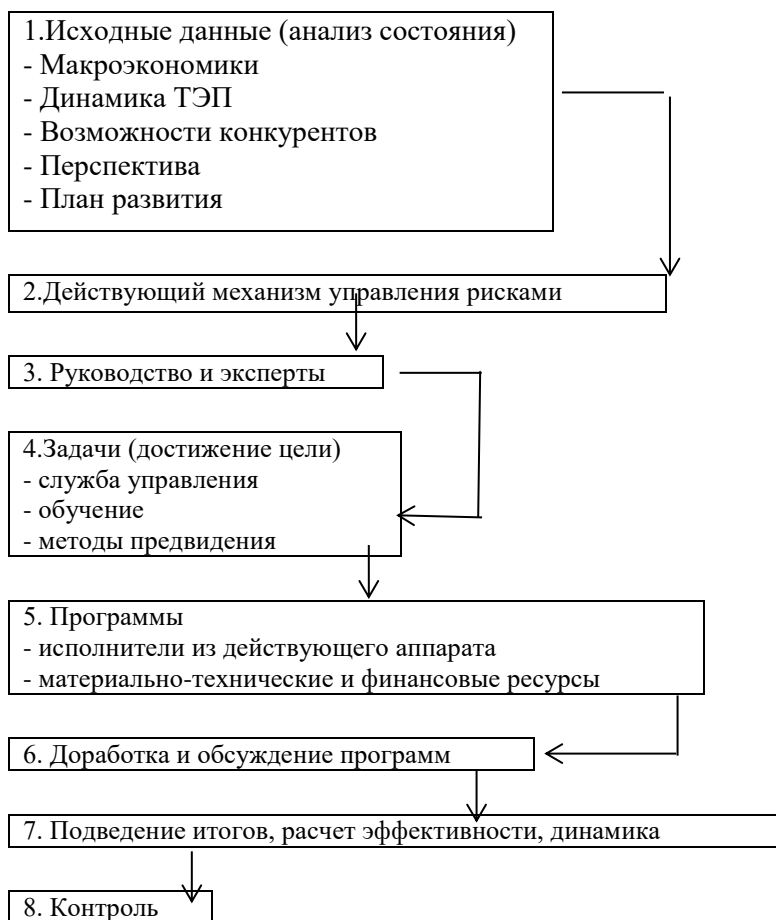 1.Исходные данные (анализ состояния)
- Макроэкономики
- Динамика ТЭП
- Возможности конкурентов
- Перспектива
- План развития
2.Действующий механизм управления рисками
3. Руководство и эксперты
4.Задачи (достижение цели)
- служба управления
- обучение
- методы предвидения
5. Программы
- исполнители из действующего аппарата
- материально-технические и финансовые ресурсы
6. Доработка и обсуждение программ
7. Подведение итогов, расчет эффективности, динамика
8. Контроль